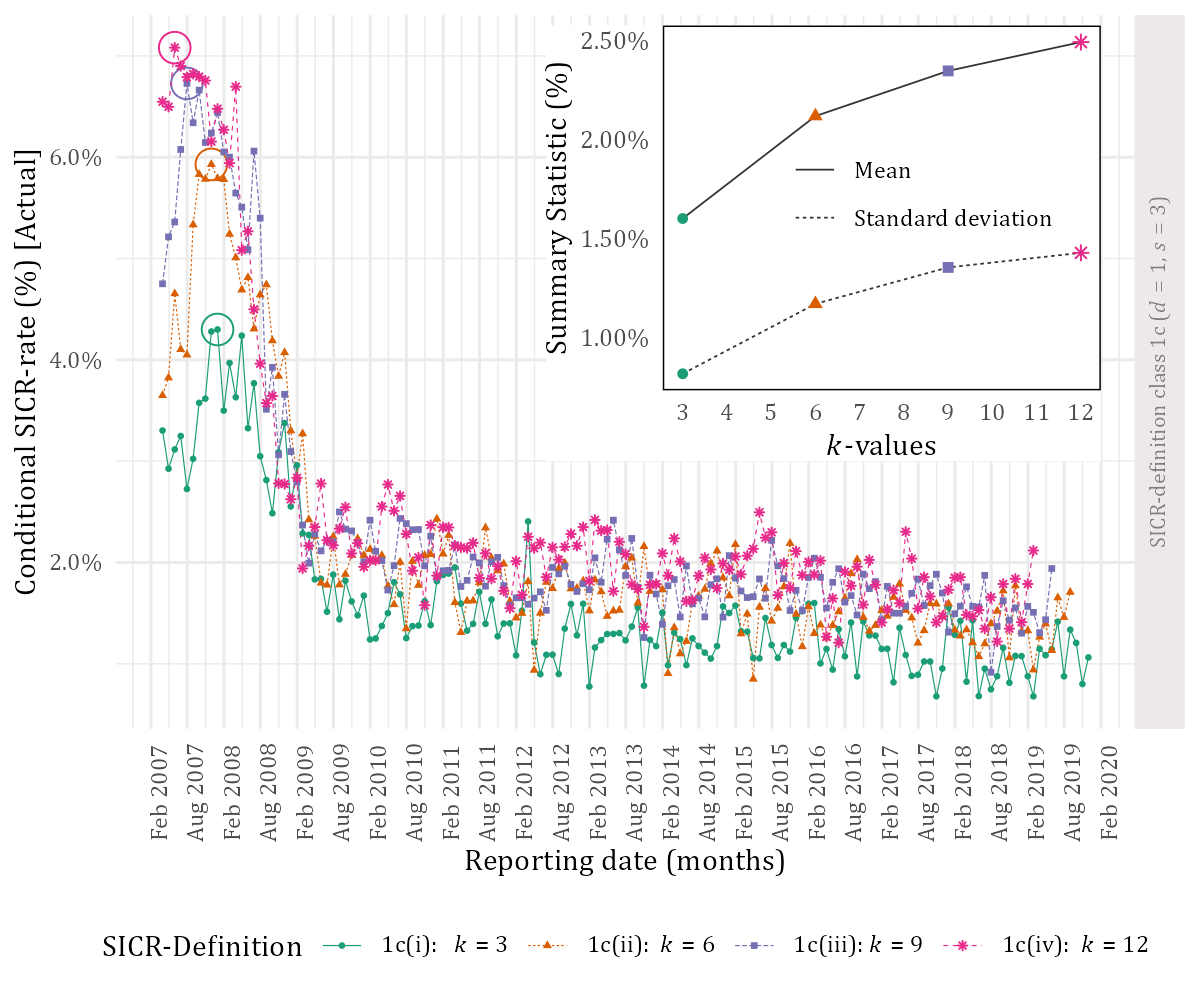 Conditional SICR-rate (%) [Actual]
6.0%
4.0%
2.0%
Summary Statistic (%)
2.50%
2.00%
1.50%
1.00%
Mean
Standard deviation
3 4 5 6 7 8 9 10 11 12
k-values
SICR-definition class 1c (d = 1, s = 3)
Feb 2007
Aug 2007
Feb 2008
Aug 2008
Feb 2009
Aug 2009
Feb 2010
Aug 2010
Feb 2011
Aug 2011
Feb 2012
Aug 2012
Feb 2013
Aug 2013
Feb 2014
Aug 2014
Feb 2015
Aug 2015
Feb 2016
Aug 2016
Feb 2017
Aug 2017
Feb 2018
Aug 2018
Feb 2019
Aug 2019
Feb 2020
Reporting date (months)
SICR-Definition 1c(i): k = 3 1c(ii): k = 6 1c(iii): k = 9 1c(iv): k = 12